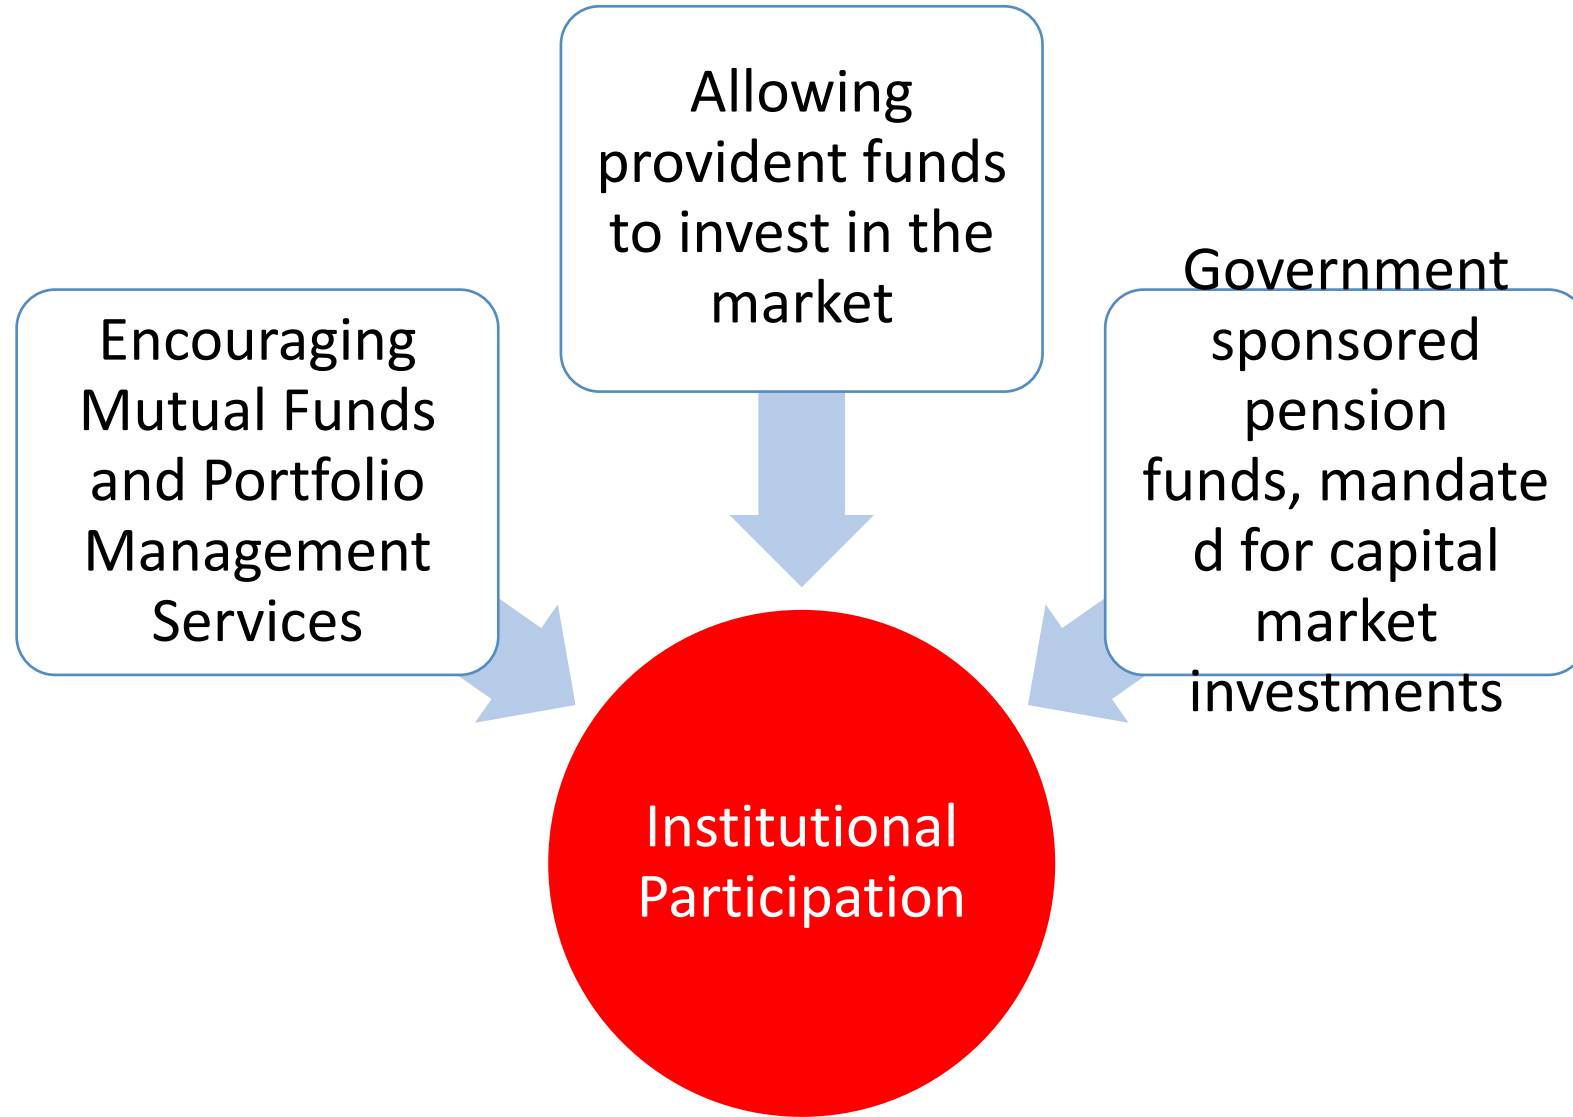 Encouraging
Mutual Funds
and Portfolio
Management
Services
Allowing
provident funds
to invest in the
market
Government
sponsored
pension
funds, mandate
d for capital
market
investments
Institutional
Participation